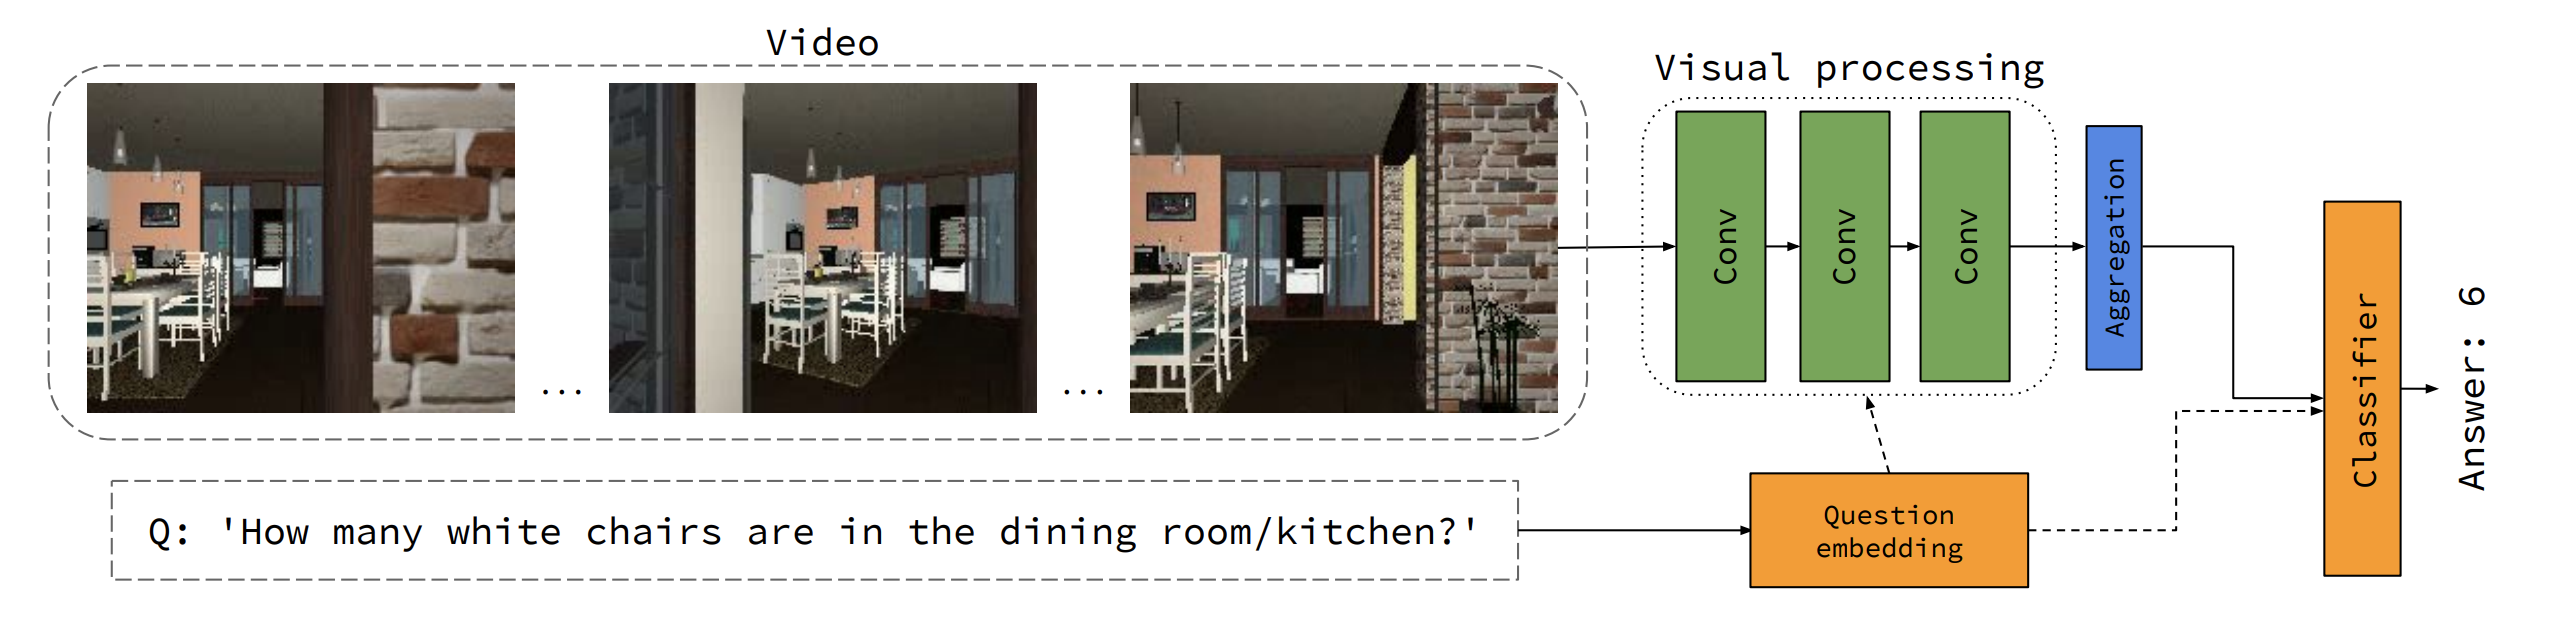 Video
... ...
Visual processing
Conv
Conv
Conv
Aggregation
Classifier
Answer: 6
Q: 'How many white chairs are in the dining room/kitchen?'
Question
embedding